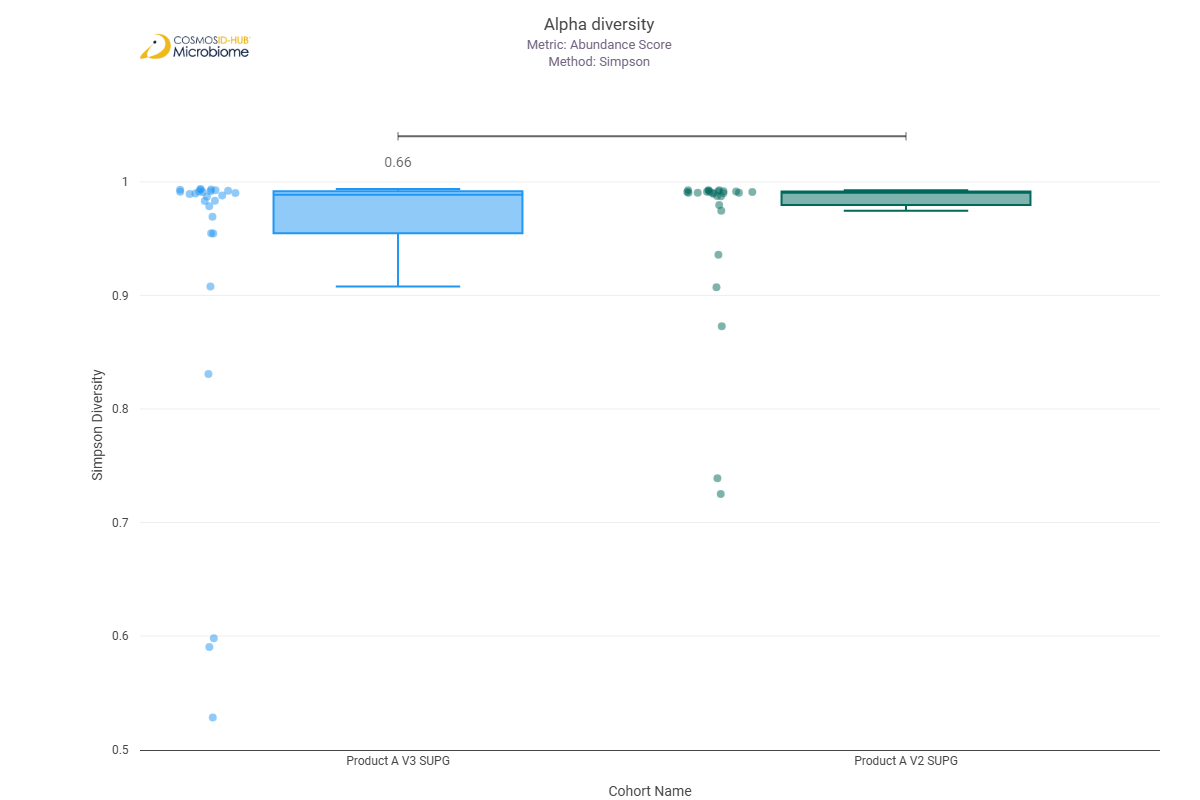 Alpha diversity
COSMOSID-HUB
Microbiome
Metric: Abundance Score
Method: Simpson
0.66
1
0.9
0.8
0.7
0.6
0.5
Simpson Diversity
Product A V3 SUPG
Product A V2 SUPG
Cohort Name